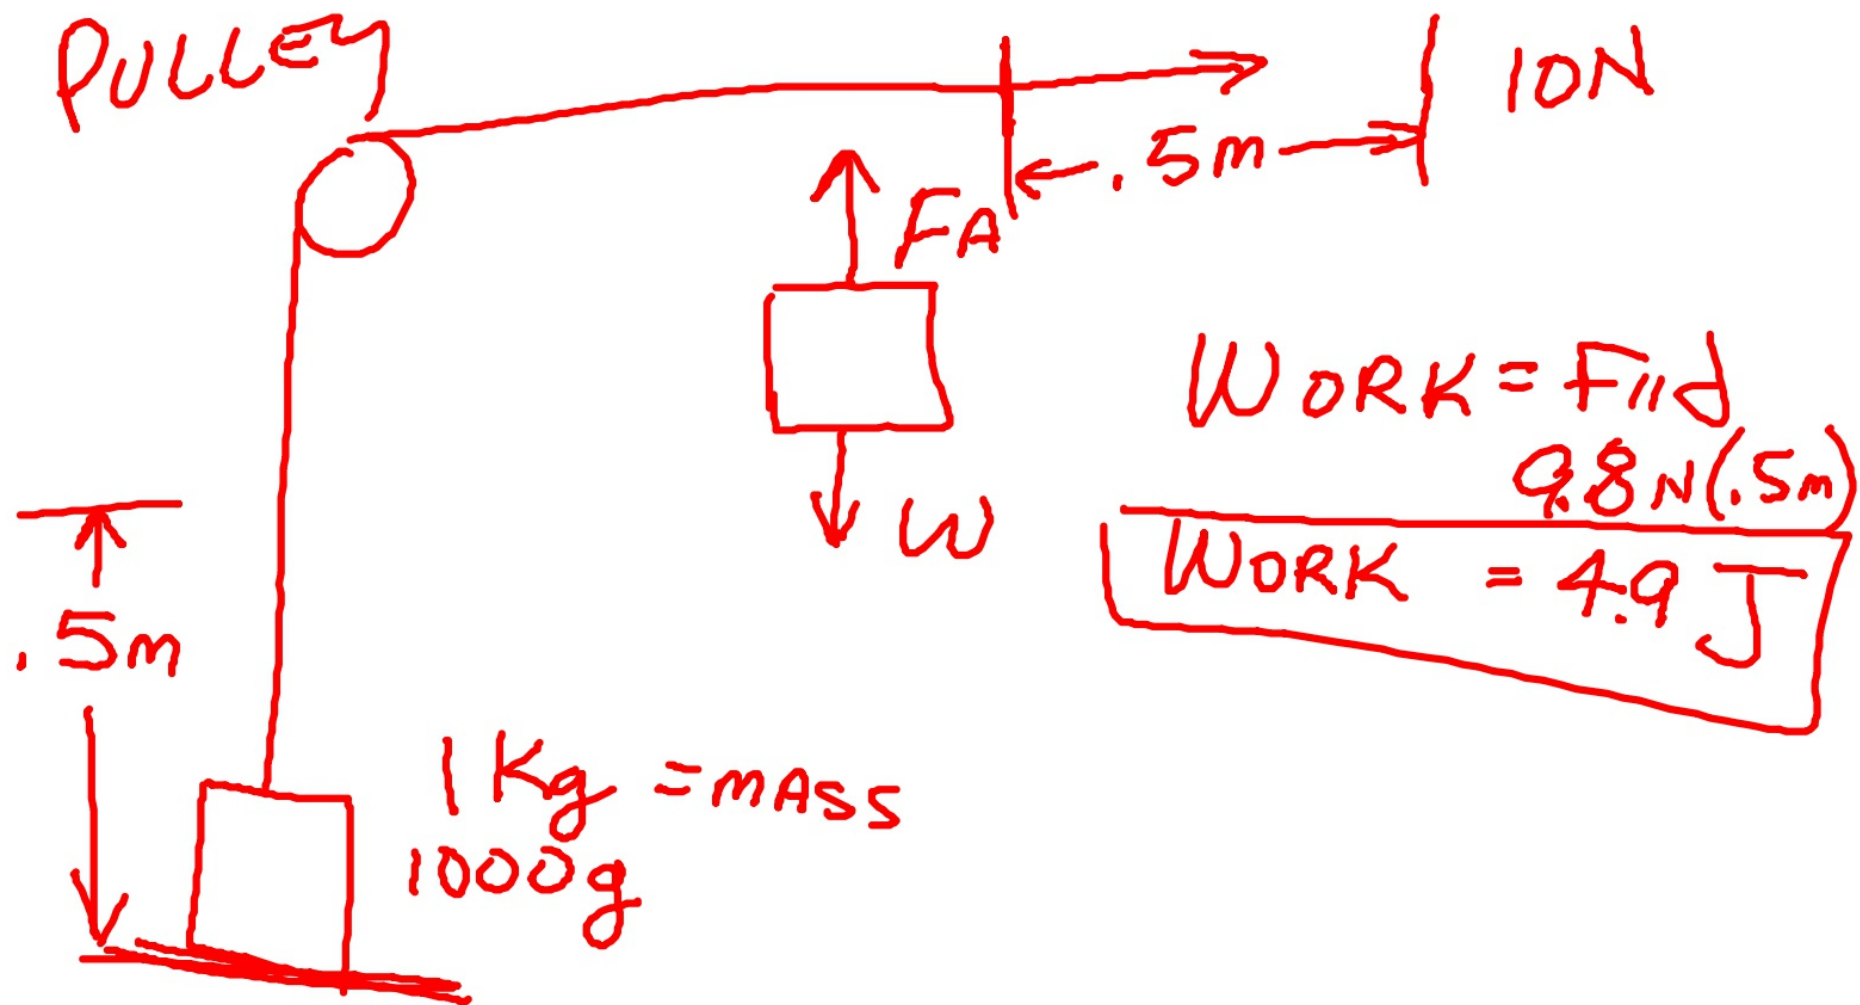 PULLEY
10N
.5m
FA
W
WORK = F||d
9.8N(.5m)
WORK = 4.9 J
.5m
1 Kg = MASS
1000g